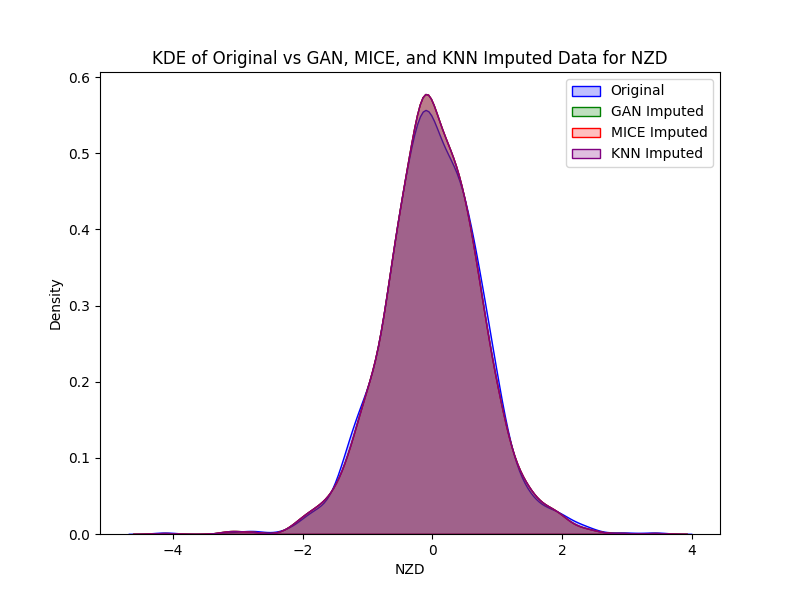 KDE of Original vs GAN, MICE, and KNN Imputed Data for NZD
Original
GAN Imputed
MICE Imputed
KNN Imputed
0.6
0.5
0.4
0.3
0.2
0.1
0.0
Density
−4
−2
0
2
4
NZD